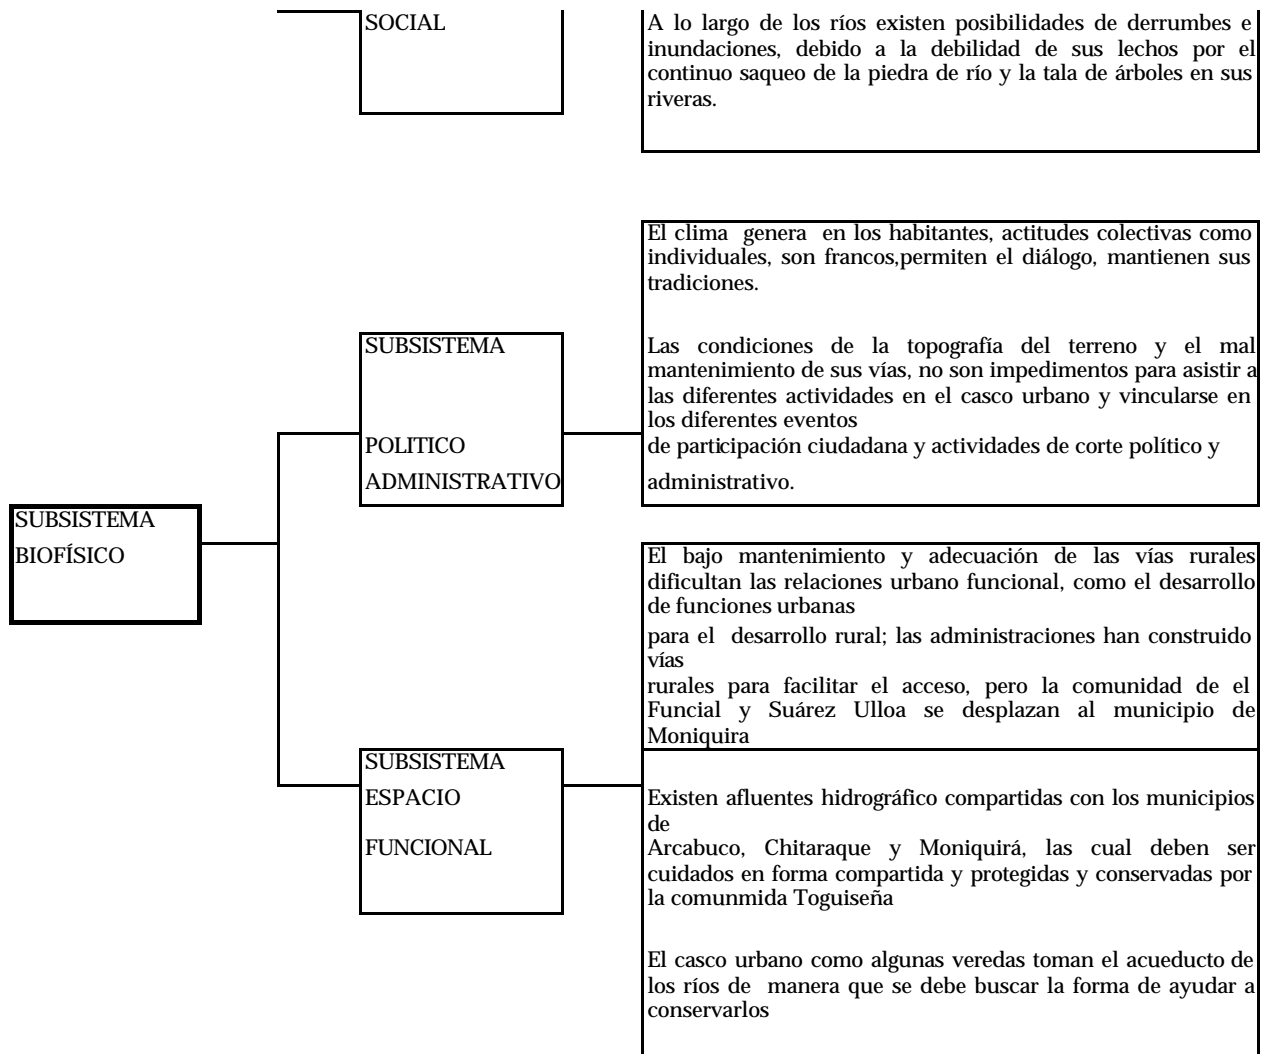 SOCIAL
A lo largo de los ríos existen posibilidades de derrumbes e
inundaciones, debido a la debilidad de sus lechos por el
continuo saqueo de la piedra de río y la tala de árboles en sus
riveras.
El clima genera en los habitantes, actitudes colectivas como
individuales, son francos,permiten el diálogo, mantienen sus
tradiciones.
SUBSISTEMA
POLITICO
ADMINISTRATIVO
Las condiciones de la topografía del terreno y el mal
mantenimiento de sus vías, no son impedimentos para asistir a
las diferentes actividades en el casco urbano y vincularse en
los diferentes eventos
de participación ciudadana y actividades de corte político y
administrativo.
SUBSISTEMA
BIOFÍSICO
El bajo mantenimiento y adecuación de las vías rurales
dificultan las relaciones urbano funcional, como el desarrollo
de funciones urbanas
para el desarrollo rural; las administraciones han construido
vías
rurales para facilitar el acceso, pero la comunidad de el
Funcial y Suárez Ulloa se desplazan al municipio de
Moniquira
SUBSISTEMA
ESPACIO
FUNCIONAL
Existen afluentes hidrográfico compartidas con los municipios
de
Arcabuco, Chitaraque y Moniquirá, las cual deben ser
cuidados en forma compartida y protegidas y conservadas por
la comunmida Toguiseña
El casco urbano como algunas veredas toman el acueducto de
los ríos de manera que se debe buscar la forma de ayudar a
conservarlos